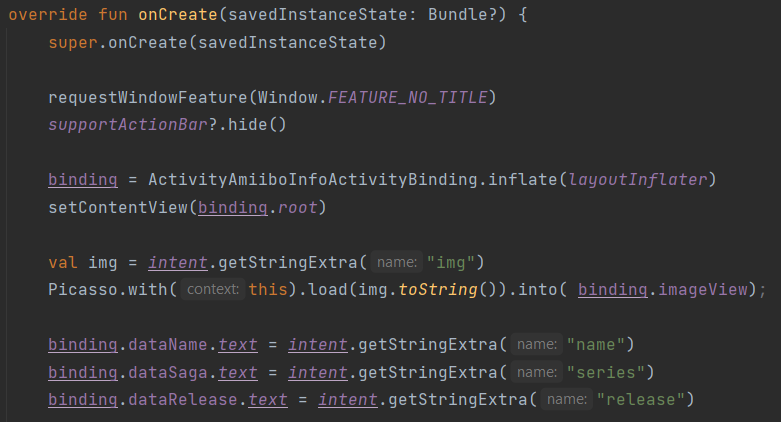 override fun onCreate(savedInstanceState: Bundle?) {
super.onCreate(savedInstanceState)
requestWindowFeature(Window.FEATURE_NO_TITLE)
supportActionBar?.hide()
binding = ActivityAmiiboInfoActivityBinding.inflate(layoutInflater)
setContentView(binding.root)
val img = intent.getStringExtra( name: "img")
Picasso.with( context: this).load(img.toString()).into( binding.imageView);
binding.dataName.text = intent.getStringExtra( name: "name")
binding.dataSaga.text = intent.getStringExtra( name: "series")
binding.dataRelease.text = intent.getStringExtra( name: "release")